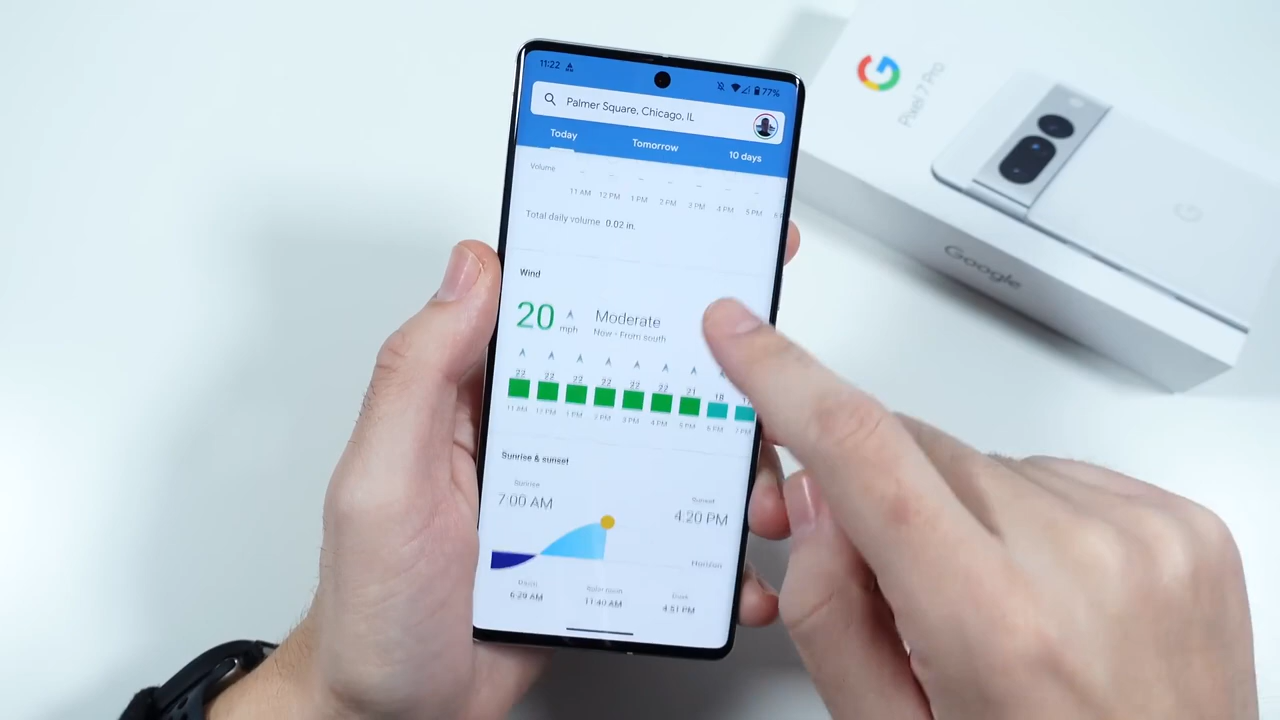 11:22
77%
Palmer Square, Chicago, IL
Today Tomorrow 10 days
Volume
11 AM 12 PM 1 PM 2 PM 3 PM 4 PM 5 PM
Total daily volume 0.02 in.
Wind
20 mph Moderate
Now - From south
22 22 22 22 22 22 21 18
11 AM 12 PM 1 PM 2 PM 3 PM 4 PM 5 PM 6 PM 7 PM
Sunrise & sunset
Sunrise Sunset
7:00 AM 4:20 PM
Horizon
Dawn Solar noon Dusk
6:29 AM 11:40 AM 4:51 PM
G
Pixel 7 Pro
G
Google